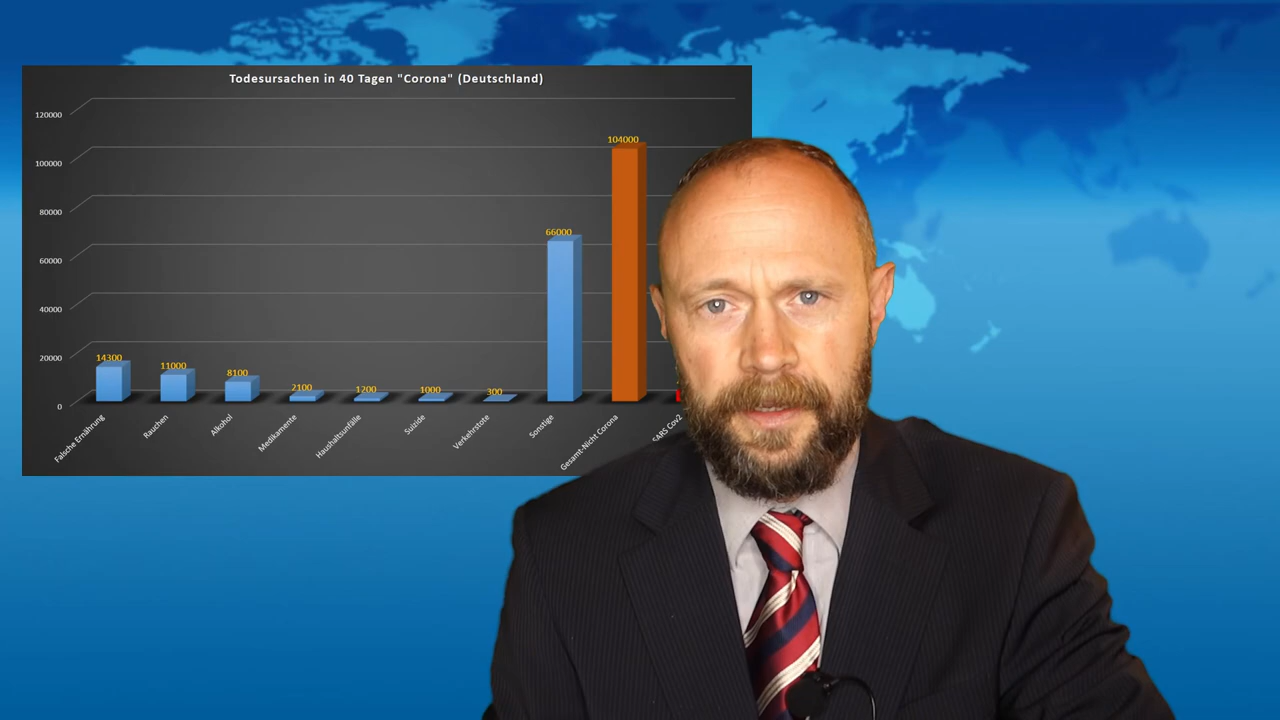 Todesursachen in 40 Tagen "Corona" (Deutschland)
120000
100000
80000
60000
40000
20000
0
14300
11000
8100
2100
1200
1000
300
66000
104000
Falsche Ernährung
Rauchen
Alkohol
Medikamente
Haushaltsunfälle
Suizide
Verkehrstote
Sonstige
Gesamt-Nicht Corona
SARS Cov2